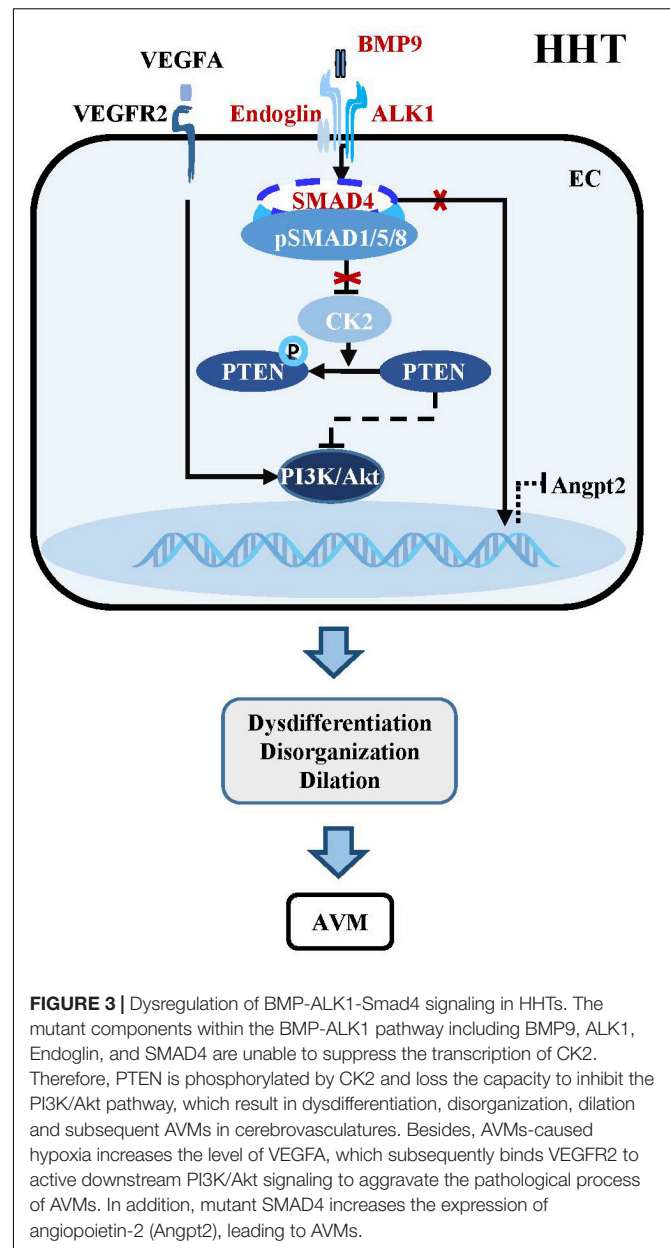 HHT
BMP9
VEGFA
VEGFR2
Endoglin
ALK1
EC
SMAD4
pSMAD1/5/8
CK2
P
PTEN
PTEN
PI3K/Akt
Angpt2
Dysdifferentiation
Disorganization
Dilation
AVM
FIGURE 3 | Dysregulation of BMP-ALK1-Smad4 signaling in HHTs. The
mutant components within the BMP-ALK1 pathway including BMP9, ALK1,
Endoglin, and SMAD4 are unable to suppress the transcription of CK2.
Therefore, PTEN is phosphorylated by CK2 and loss the capacity to inhibit the
PI3K/Akt pathway, which result in dysdifferentiation, disorganization, dilation
and subsequent AVMs in cerebrovasculatures. Besides, AVMs-caused
hypoxia increases the level of VEGFA, which subsequently binds VEGFR2 to
active downstream PI3K/Akt signaling to aggravate the pathological process
of AVMs. In addition, mutant SMAD4 increases the expression of
angiopoietin-2 (Angpt2), leading to AVMs.